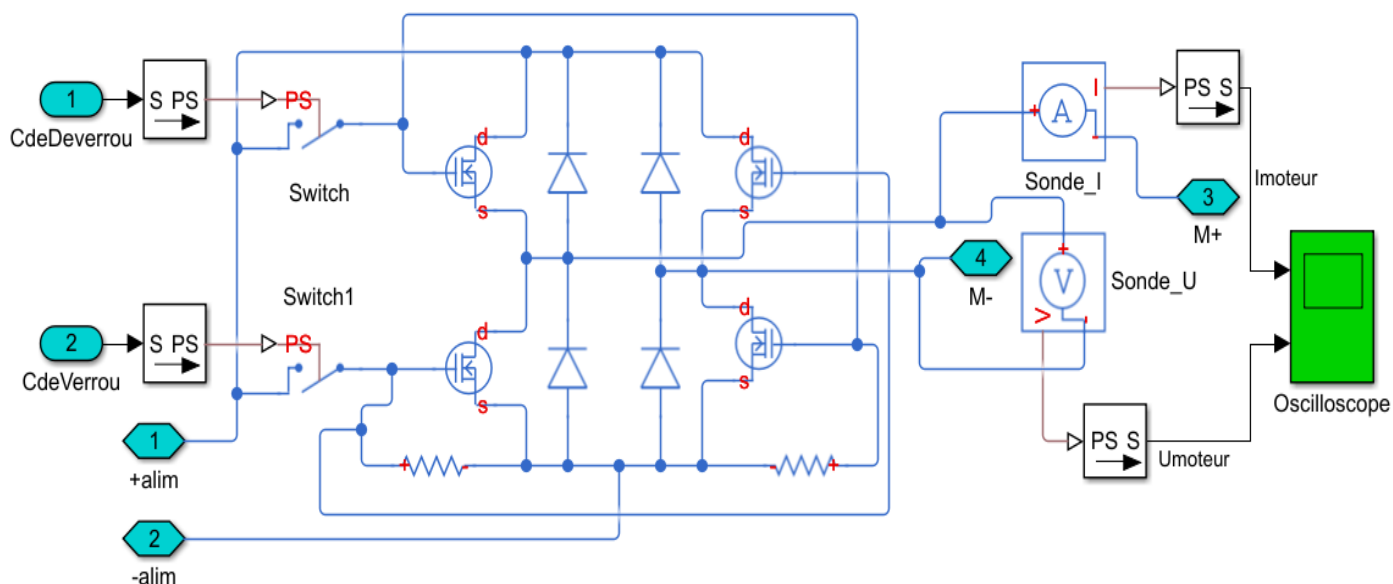 1
S PS
PS
CdeDeverrou
Switch
d
s
d
s
+
A
I
-
Sonde_I
PS S
Imoteur
3
M+
4
M-
+
V
V
-
Sonde_U
Oscilloscope
2
S PS
PS
CdeVerrou
Switch1
d
s
d
s
1
+alim
+
-
-
+
PS S
Umoteur
2
-alim